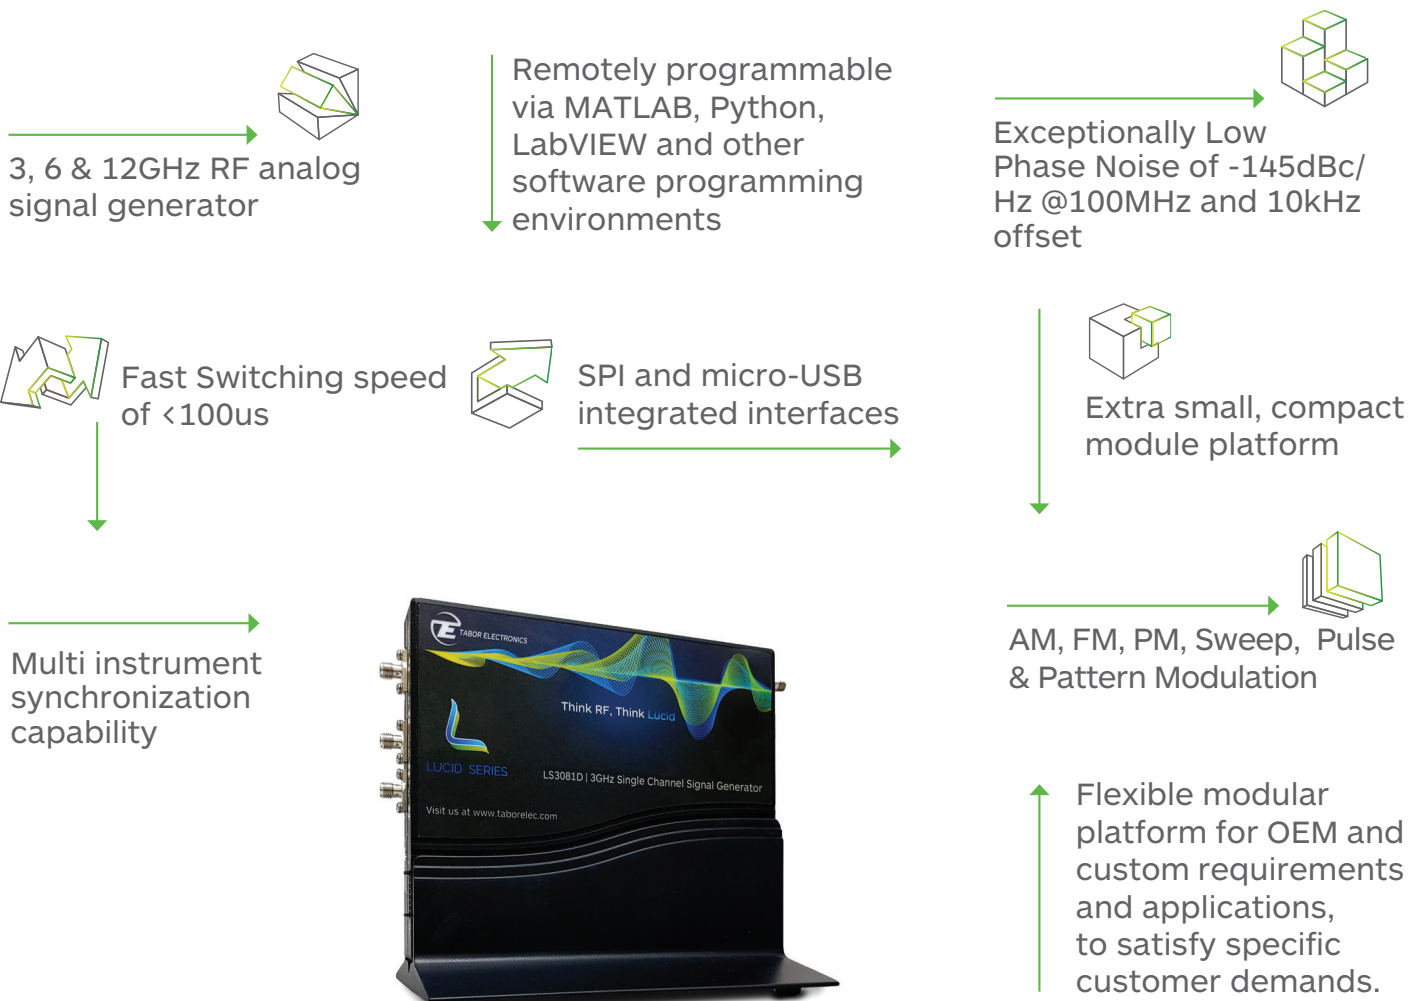 3, 6 & 12GHz RF analog
signal generator
Remotely programmable
via MATLAB, Python,
LabVIEW and other
software programming
environments
Exceptionally Low
Phase Noise of -145dBc/
Hz @100MHz and 10kHz
offset
Fast Switching speed
of <100us
SPI and micro-USB
integrated interfaces
Extra small, compact
module platform
Multi instrument
synchronization
capability
TE TABOR ELECTRONICS
Think RF, Think Lucid
LUCID SERIES
LS3081D | 3GHz Single Channel Signal Generator
Visit us at www.taborelec.com
AM, FM, PM, Sweep, Pulse
& Pattern Modulation
Flexible modular
platform for OEM and
custom requirements
and applications,
to satisfy specific
customer demands.